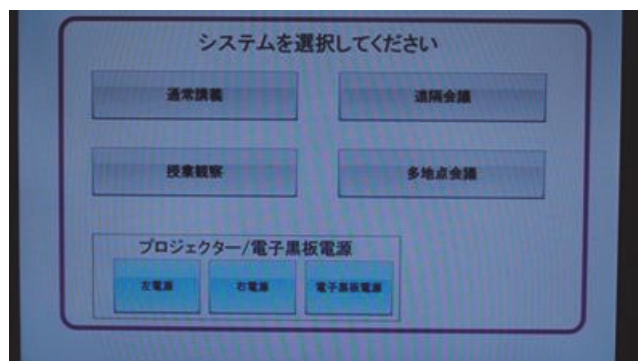 システムを選択してください
通常講義
遠隔会議
授業観察
多地点会議
プロジェクター/電子黒板電源
左電源
右電源
電子黒板電源